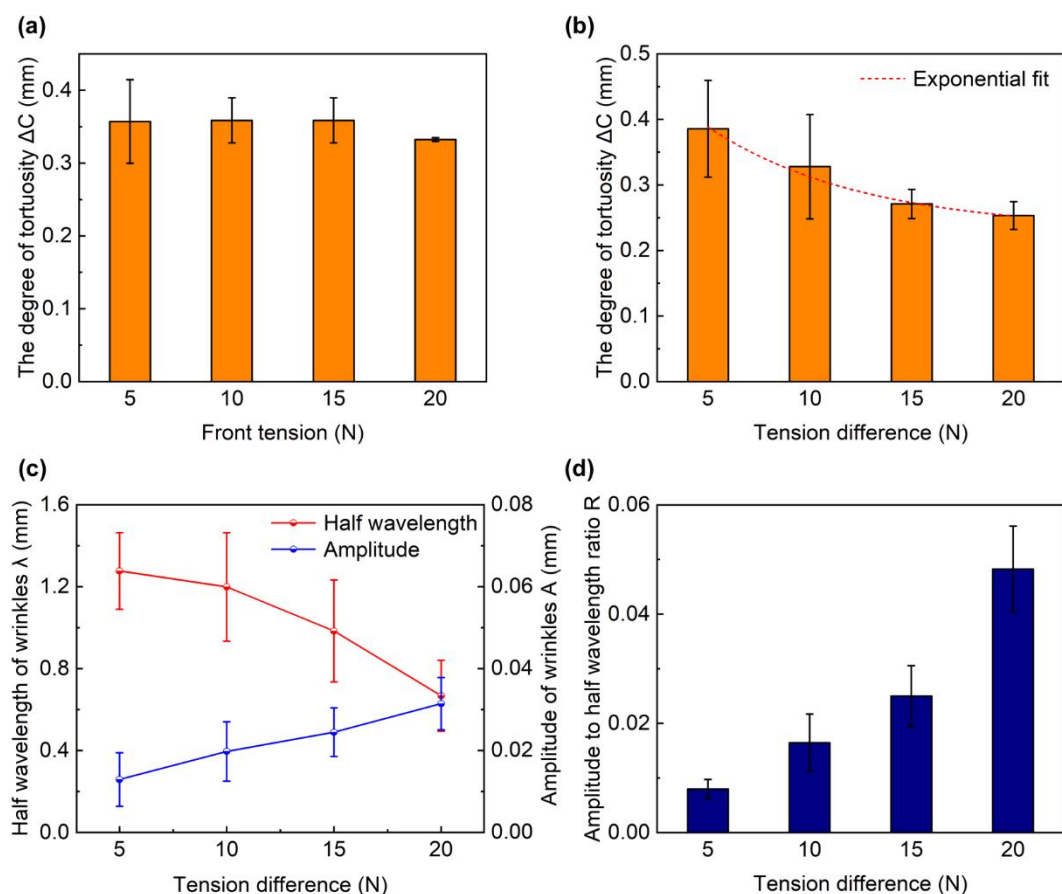 (a)
The degree of tortuosity ΔC (mm)
0.4
0.3
0.2
0.1
0.0
5 10 15 20
Front tension (N)
(b)
The degree of tortuosity ΔC (mm)
0.5
0.4
0.3
0.2
0.1
0.0
Exponential fit
5 10 15 20
Tension difference (N)
(c)
Half wavelength of wrinkles λ (mm)
1.6
1.2
0.8
0.4
0.0
Half wavelength
Amplitude
0.08
0.06
0.04
0.02
0.00
Amplitude of wrinkles A (mm)
5 10 15 20
Tension difference (N)
(d)
Amplitude to half wavelength ratio R
0.06
0.04
0.02
0.00
5 10 15 20
Tension difference (N)